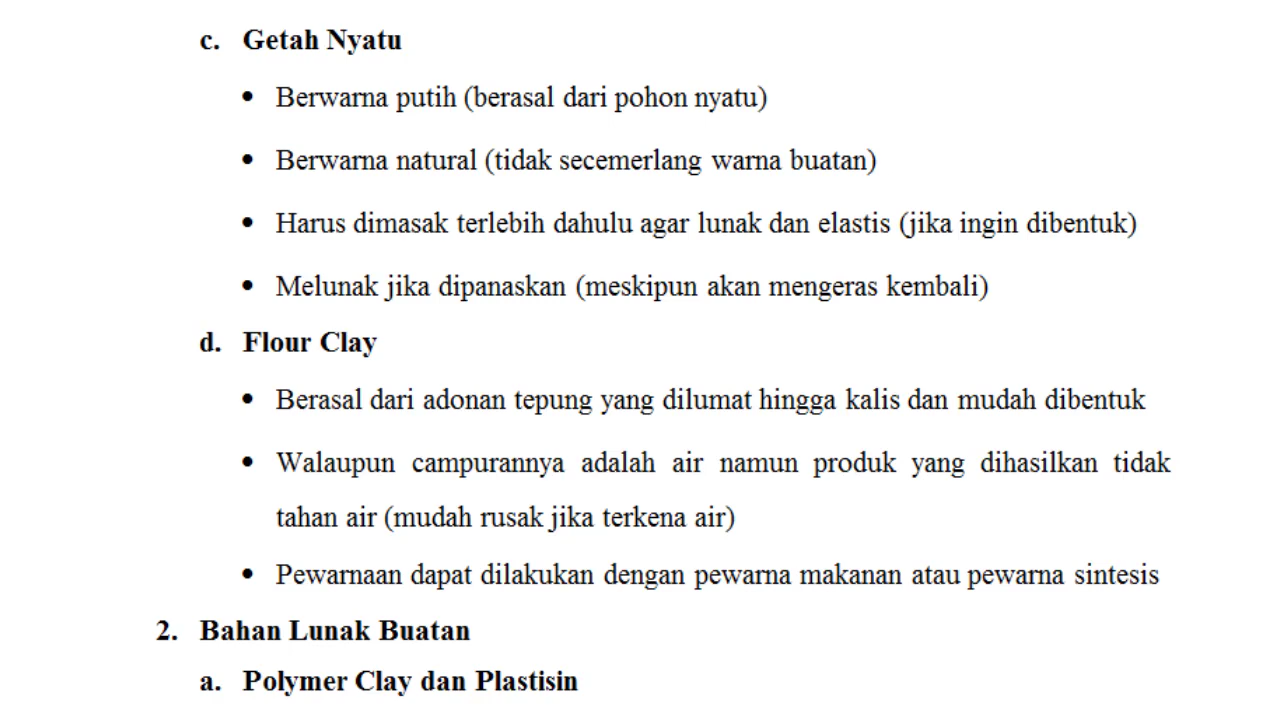 c. Getah Nyatu
• Berwarna putih (berasal dari pohon nyatu)
• Berwarna natural (tidak secemerlang warna buatan)
• Harus dimasak terlebih dahulu agar lunak dan elastis (jika ingin dibentuk)
• Melunak jika dipanaskan (meskipun akan mengeras kembali)
d. Flour Clay
• Berasal dari adonan tepung yang dilumat hingga kalis dan mudah dibentuk
• Walaupun campurannya adalah air namun produk yang dihasilkan tidak
tahan air (mudah rusak jika terkena air)
• Pewarnaan dapat dilakukan dengan pewarna makanan atau pewarna sintesis
2. Bahan Lunak Buatan
a. Polymer Clay dan Plastisin